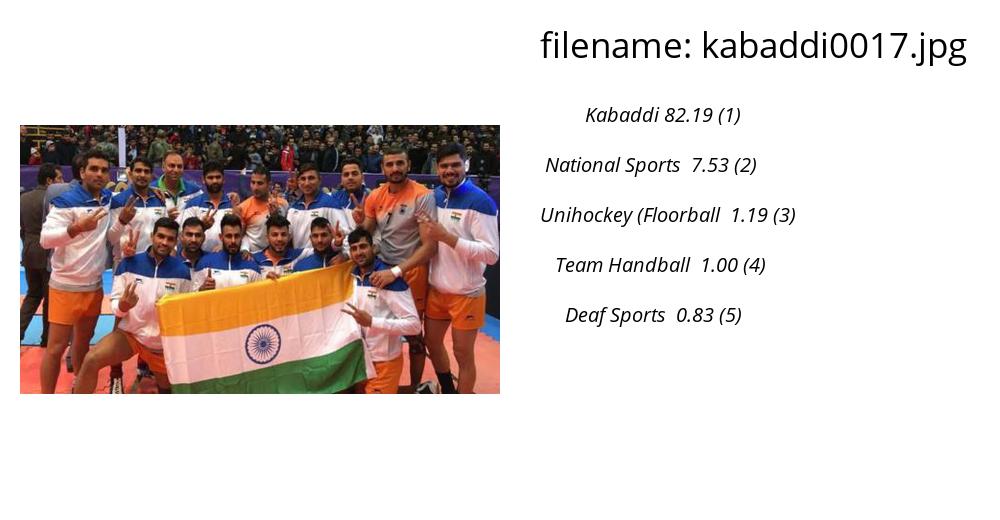 filename: kabaddi0017.jpg
Kabaddi 82.19 (1)
National Sports 7.53 (2)
Unihockey (Floorball 1.19 (3)
Team Handball 1.00 (4)
Deaf Sports 0.83 (5)